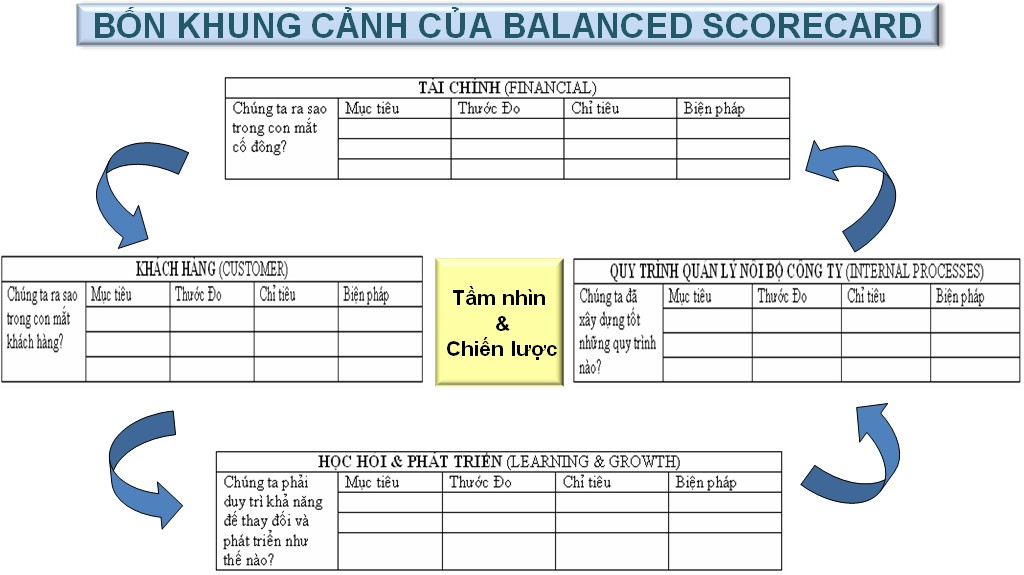 BỐN KHUNG CẢNH CỦA BALANCED SCORECARD
TÀI CHÍNH (FINANCIAL)
Chúng ta ra sao
trong con mắt
cổ đông?
Mục tiêu
Thước Đo
Chỉ tiêu
Biện pháp
KHÁCH HÀNG (CUSTOMER)
Chúng ta ra sao
trong con mắt
khách hàng?
Mục tiêu
Thước Đo
Chỉ tiêu
Biện pháp
Tầm nhìn
&
Chiến lược
QUY TRÌNH QUẢN LÝ NỘI BỘ CÔNG TY (INTERNAL PROCESSES)
Chúng ta đã
xây dựng tốt
những quy trình
nào?
Mục tiêu
Thước Đo
Chỉ tiêu
Biện pháp
HỌC HỎI & PHÁT TRIỂN (LEARNING & GROWTH)
Chúng ta phải
duy trì khả năng
để thay đổi và
phát triển như
thế nào?
Mục tiêu
Thước Đo
Chỉ tiêu
Biện pháp